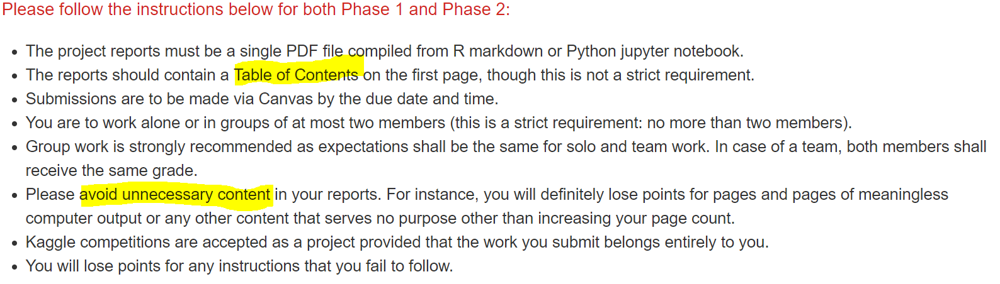 Please follow the instructions below for both Phase 1 and Phase 2:
• The project reports must be a single PDF file compiled from R markdown or Python jupyter notebook.
• The reports should contain a Table of Contents on the first page, though this is not a strict requirement.
• Submissions are to be made via Canvas by the due date and time.
• You are to work alone or in groups of at most two members (this is a strict requirement: no more than two members).
• Group work is strongly recommended as expectations shall be the same for solo and team work. In case of a team, both members shall
receive the same grade.
• Please avoid unnecessary content in your reports. For instance, you will definitely lose points for pages and pages of meaningless
computer output or any other content that serves no purpose other than increasing your page count.
• Kaggle competitions are accepted as a project provided that the work you submit belongs entirely to you.
• You will lose points for any instructions that you fail to follow.